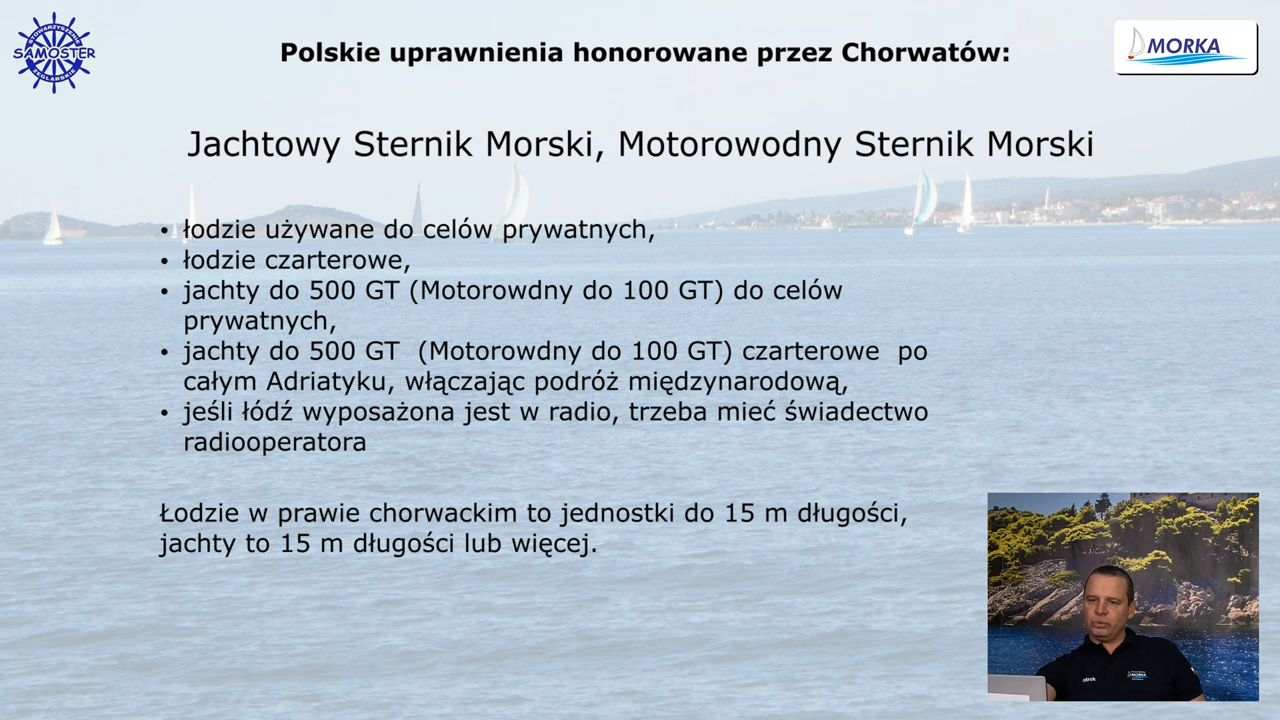 STOWARZYSZENIE
SAMOSTER
ŻEGLARSKIE
Polskie uprawnienia honorowane przez Chorwatów:
MORKA
Jachtowy Sternik Morski, Motorowodny Sternik Morski
• łodzie używane do celów prywatnych,
• łodzie czarterowe,
• jachty do 500 GT (Motorowdny do 100 GT) do celów
prywatnych,
• jachty do 500 GT  (Motorowdny do 100 GT) czarterowe  po
całym Adriatyku, włączając podróż międzynarodową,
• jeśli łódź wyposażona jest w radio, trzeba mieć świadectwo
radiooperatora
Łodzie w prawie chorwackim to jednostki do 15 m długości,
jachty to 15 m długości lub więcej.
MORKA